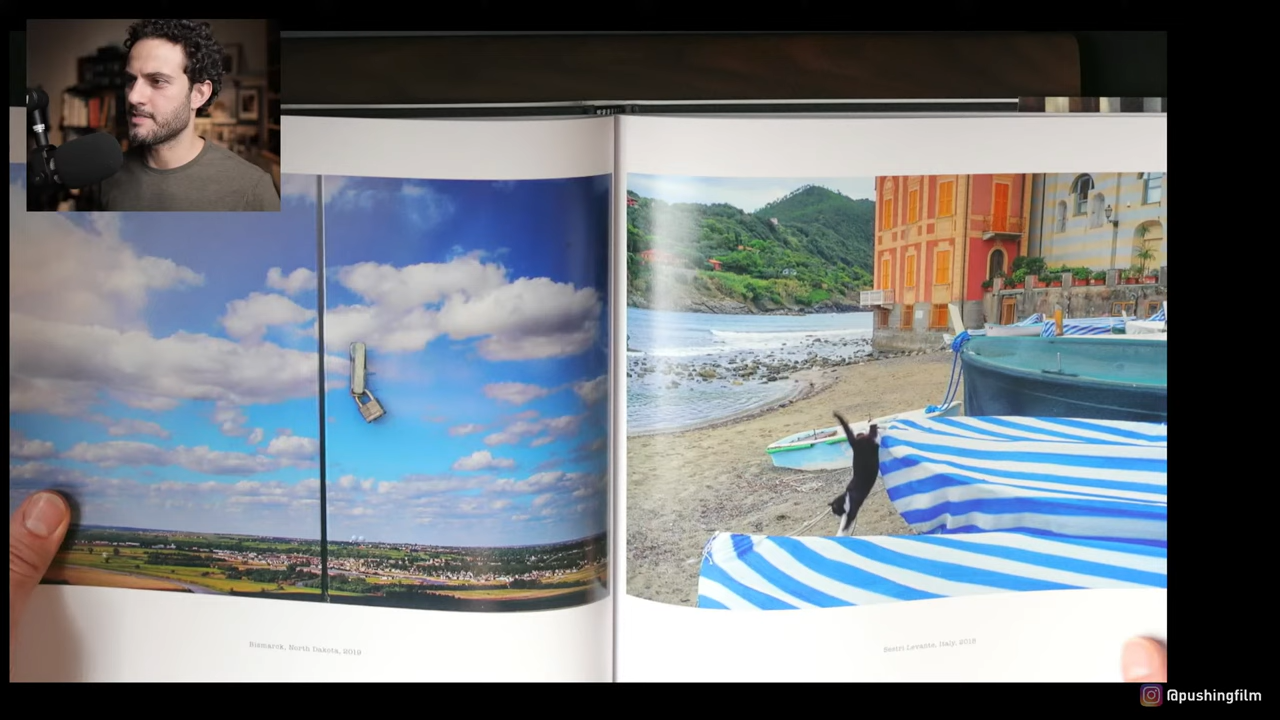 Bismarck, North Dakota, 2019
Sestri Levante, Italy, 2018
@pushingfilm